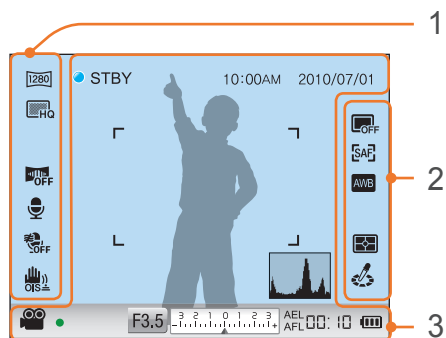 1
STBY 10:00AM 2010/07/01
1280
HQ
OFF
SAF
OFF
AWB
2
OFF
OIS
F3.5 3 2 1 0 1 2 3 AEL
- + AFL 00:10
3